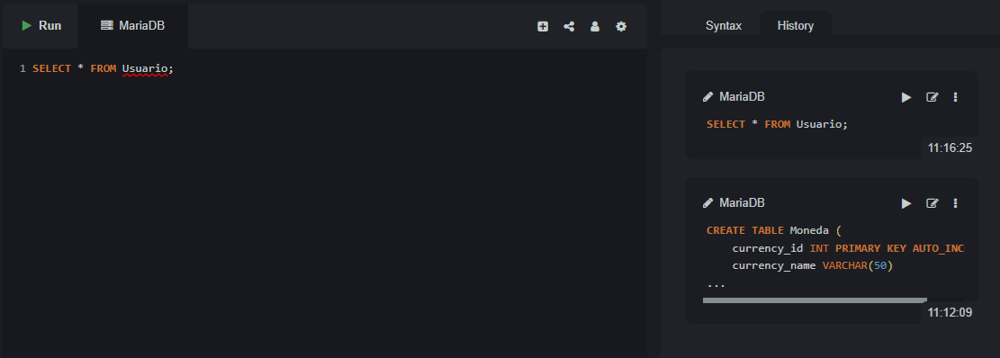 Run
MariaDB
Syntax
History
1 SELECT * FROM Usuario;
MariaDB
SELECT * FROM Usuario;
11:16:25
MariaDB
CREATE TABLE Moneda (
currency_id INT PRIMARY KEY AUTO_INC
currency_name VARCHAR(50)
...
11:12:09